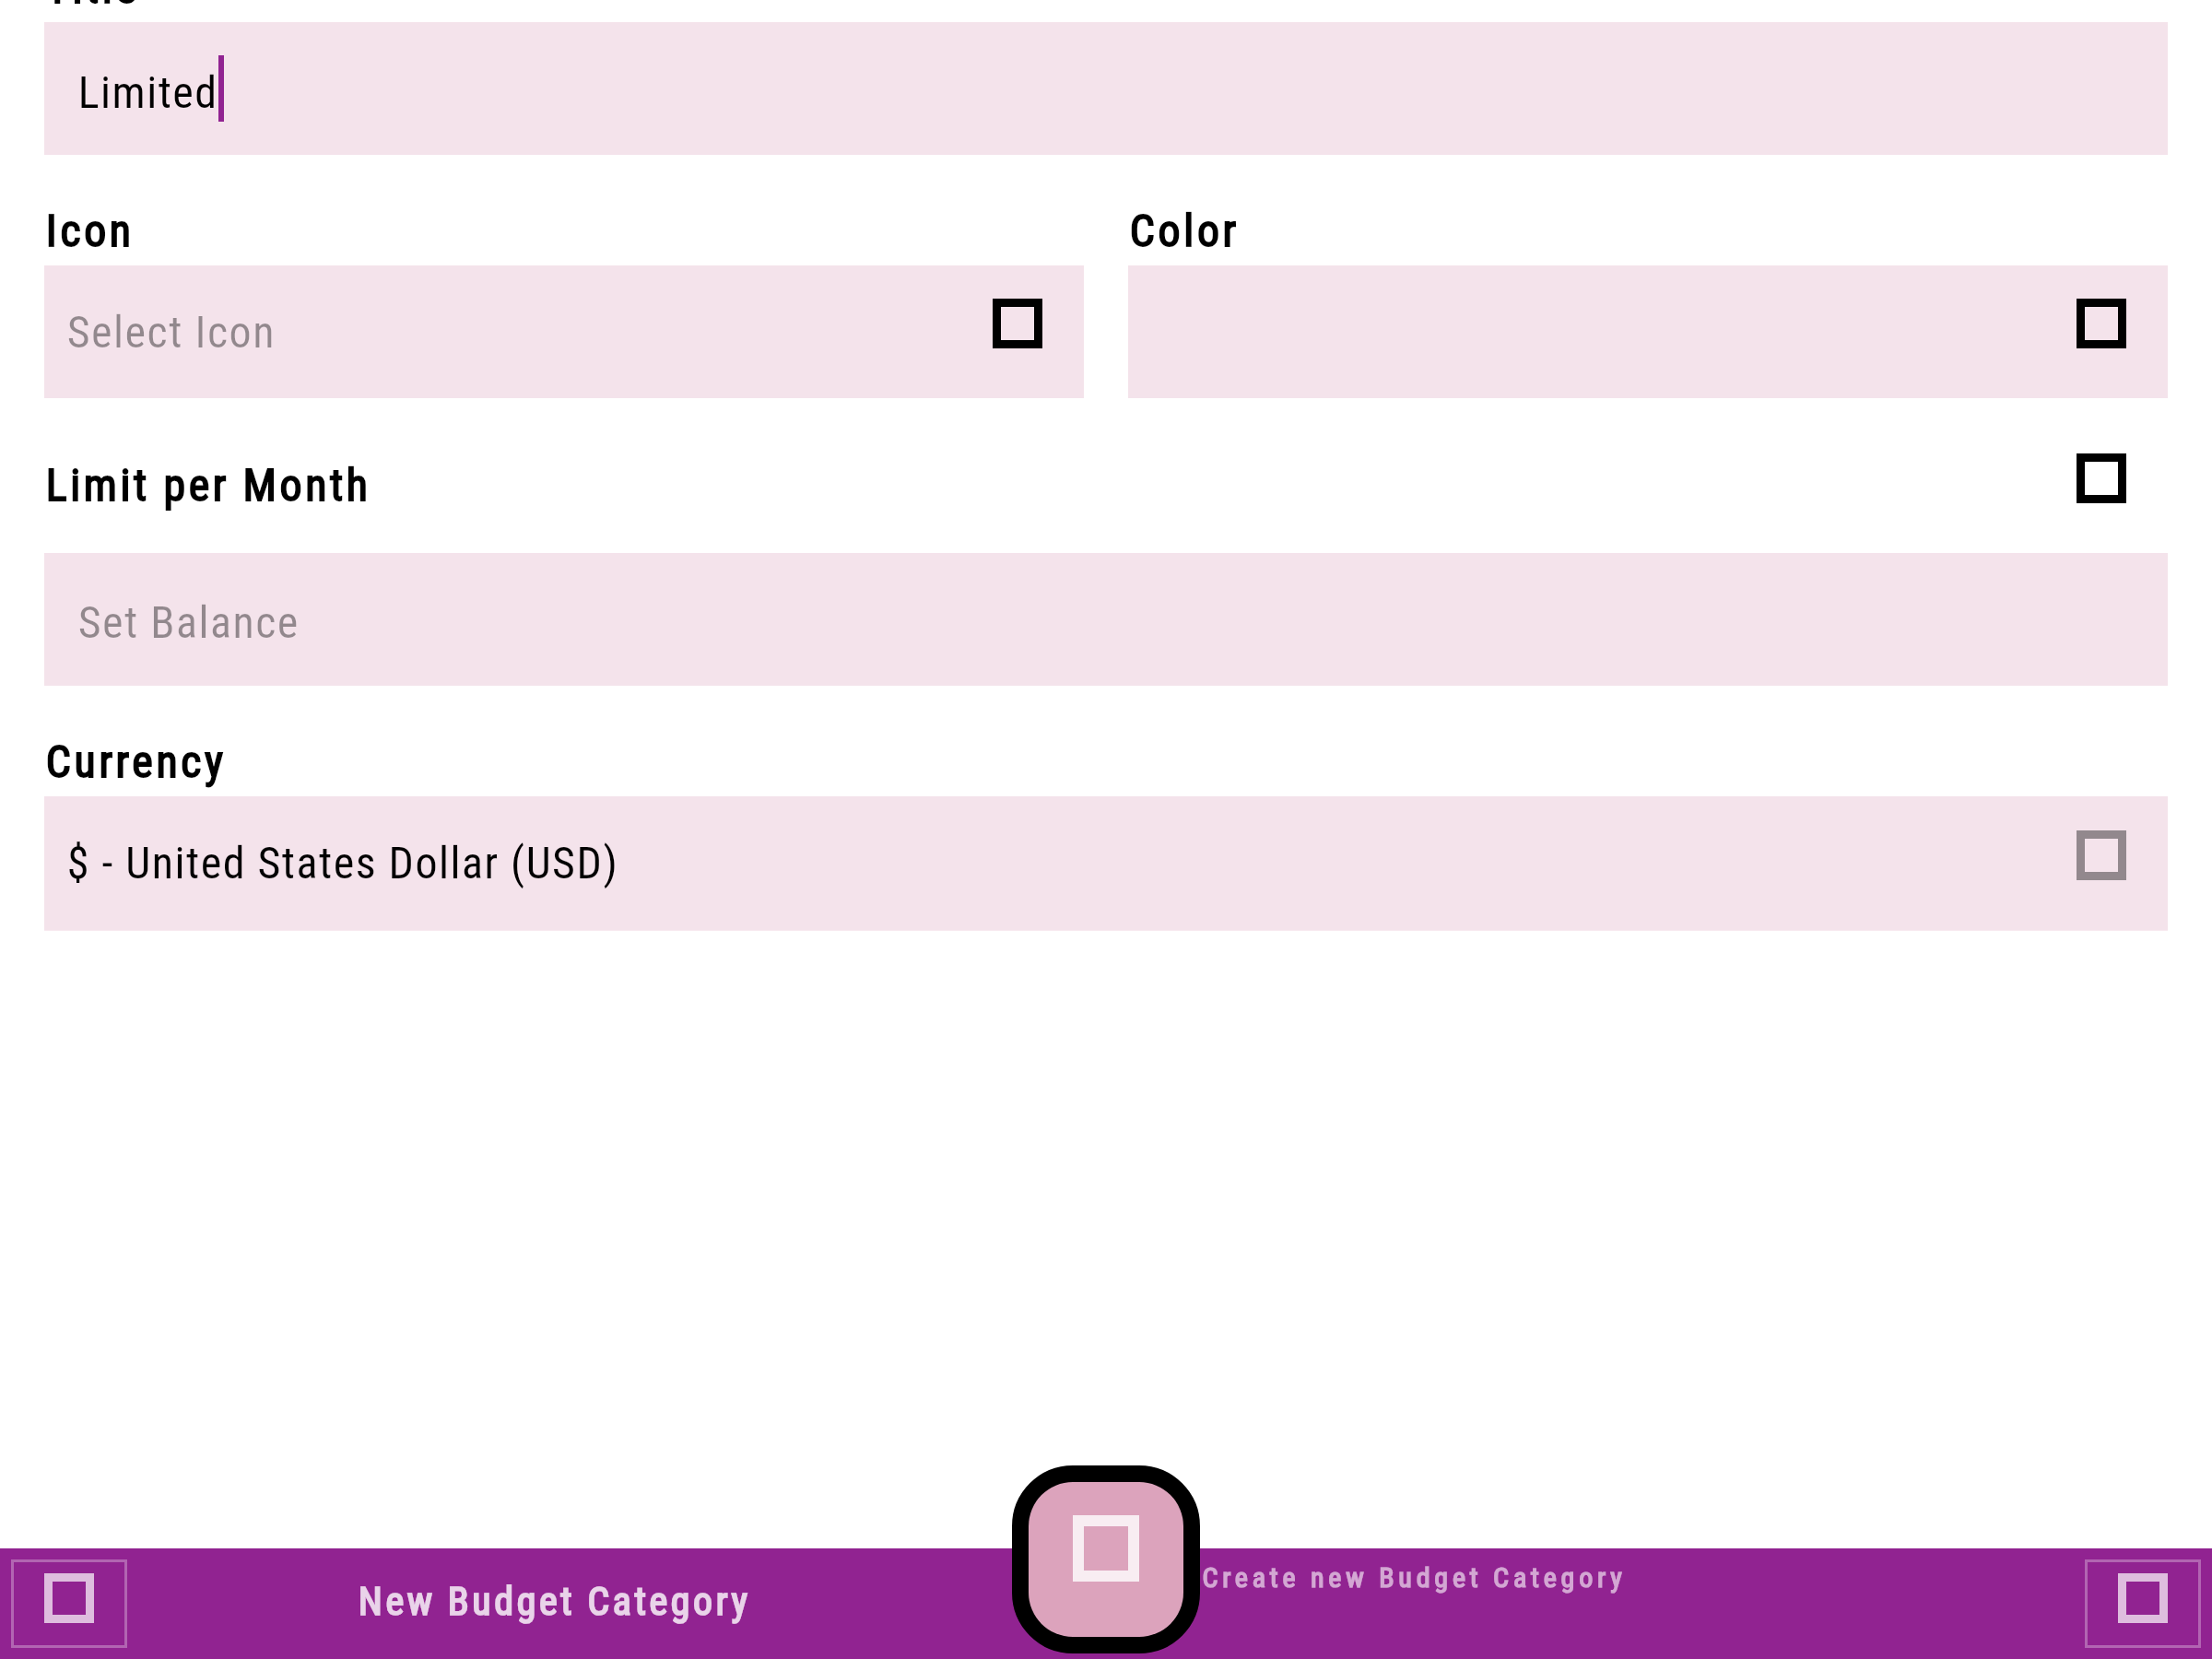 Limited
Icon
Color
Select Icon
Limit per Month
Set Balance
Currency
$ - United States Dollar (USD)
New Budget Category
Create new Budget Category